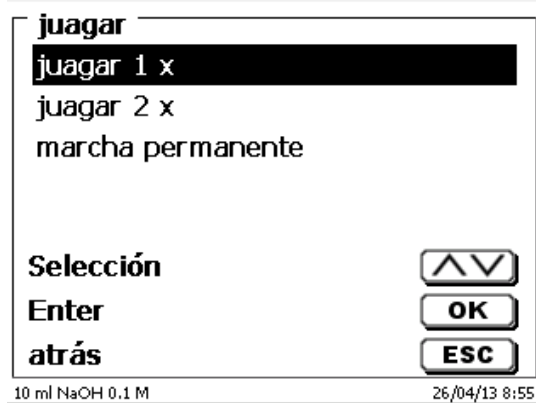 juagar
juagar 1 x
juagar 2 x
marcha permanente
Selección
Enter OK
atrás ESC
10 ml NaOH 0.1 M 26/04/13 8:55